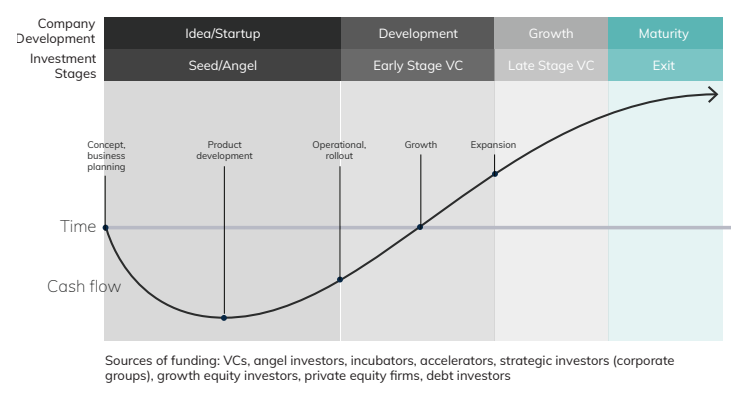 Company
Development
Idea/Startup
Development
Growth
Maturity
Investment
Stages
Seed/Angel
Early Stage VC
Late Stage VC
Exit
Concept,
business
planning
Product
development
Operational,
rollout
Growth
Expansion
Time
Cash flow
Sources of funding: VCs, angel investors, incubators, accelerators, strategic investors (corporate
groups), growth equity investors, private equity firms, debt investors